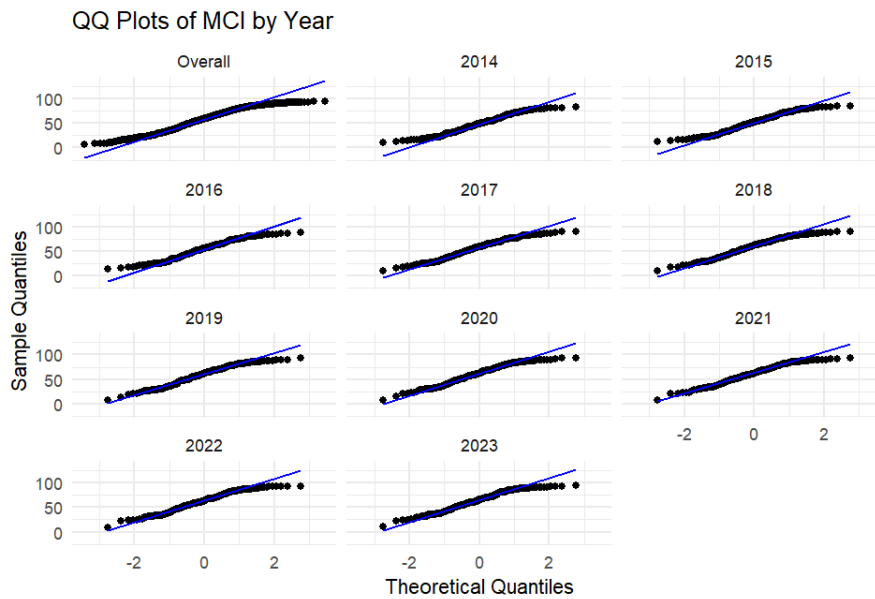 QQ Plots of MCI by Year
Overall 2014 2015
100
50
0
2016 2017 2018
100
50
0
2019 2020 2021
100
50
0
-2 0 2
2022 2023
100
50
0
-2 0 2 -2 0 2
Sample Quantiles
Theoretical Quantiles